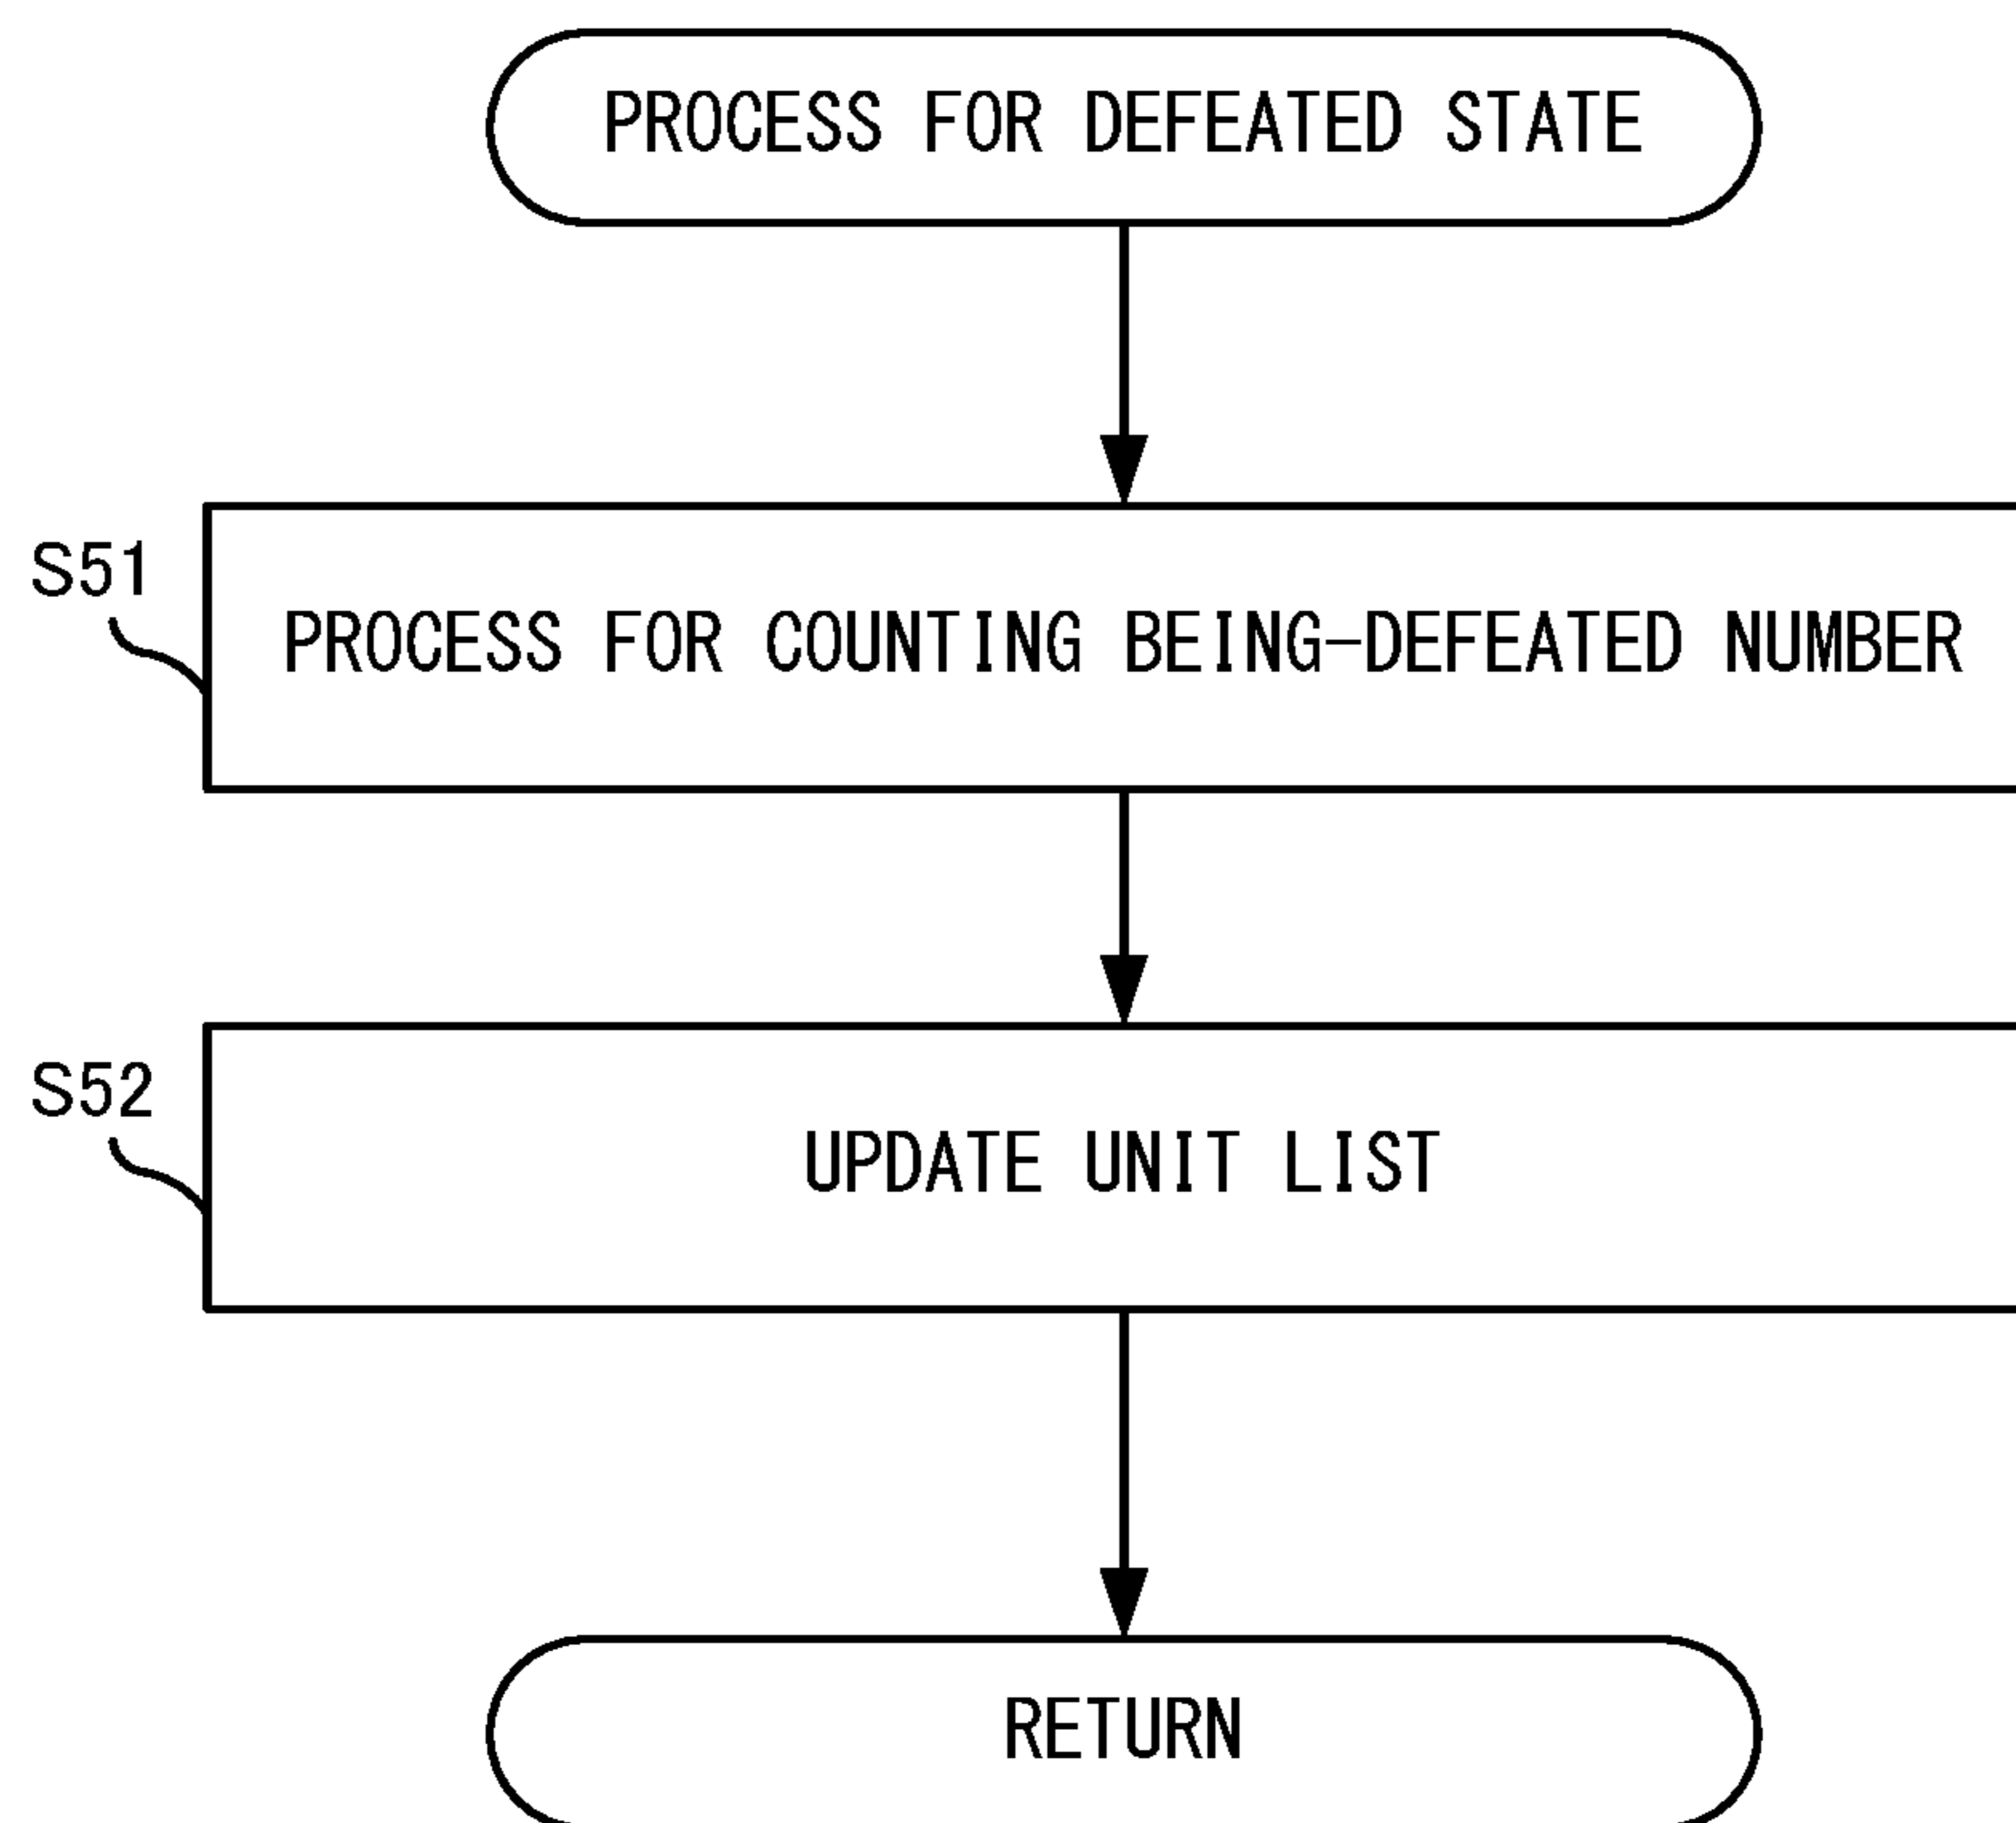 PROCESS FOR DEFEATED STATE
S51
PROCESS FOR COUNTING BEING-DEFEATED NUMBER
S52
UPDATE UNIT LIST
RETURN